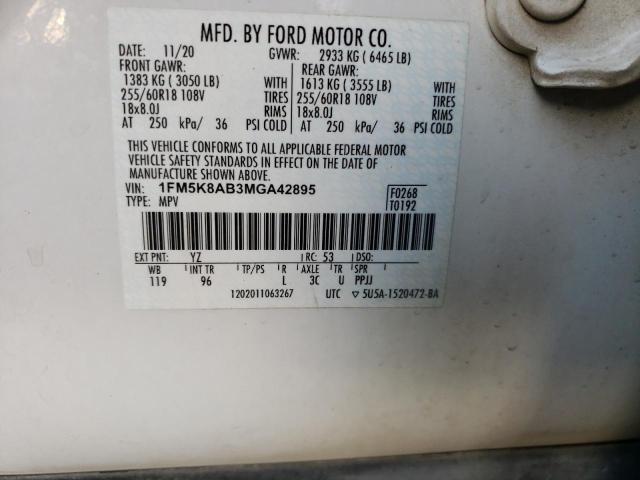 MFD. BY FORD MOTOR CO.
DATE: 11/20 GVWR: 2933 KG ( 6465 LB)
FRONT GAWR: REAR GAWR:
1383 KG ( 3050 LB) WITH 1613 KG ( 3555 LB) WITH
255/60R18 108V TIRES 255/60R18 108V TIRES
18x8.0J RIMS 18x8.0J RIMS
AT 250 kPa/ 36 PSI COLD AT 250 kPa/ 36 PSI COLD
THIS VEHICLE CONFORMS TO ALL APPLICABLE FEDERAL MOTOR
VEHICLE SAFETY STANDARDS IN EFFECT ON THE DATE OF
MANUFACTURE SHOWN ABOVE.
VIN: 1FM5K8AB3MGA42895 F0268
TYPE: MPV T0192
EXT PNT: YZ RC: 53 DSO:
WB INT TR TP/PS R AXLE TR SPR
119 96 L 3C U PPJJ
1202011063267 UTC ▽ 5U5A-1520472-BA